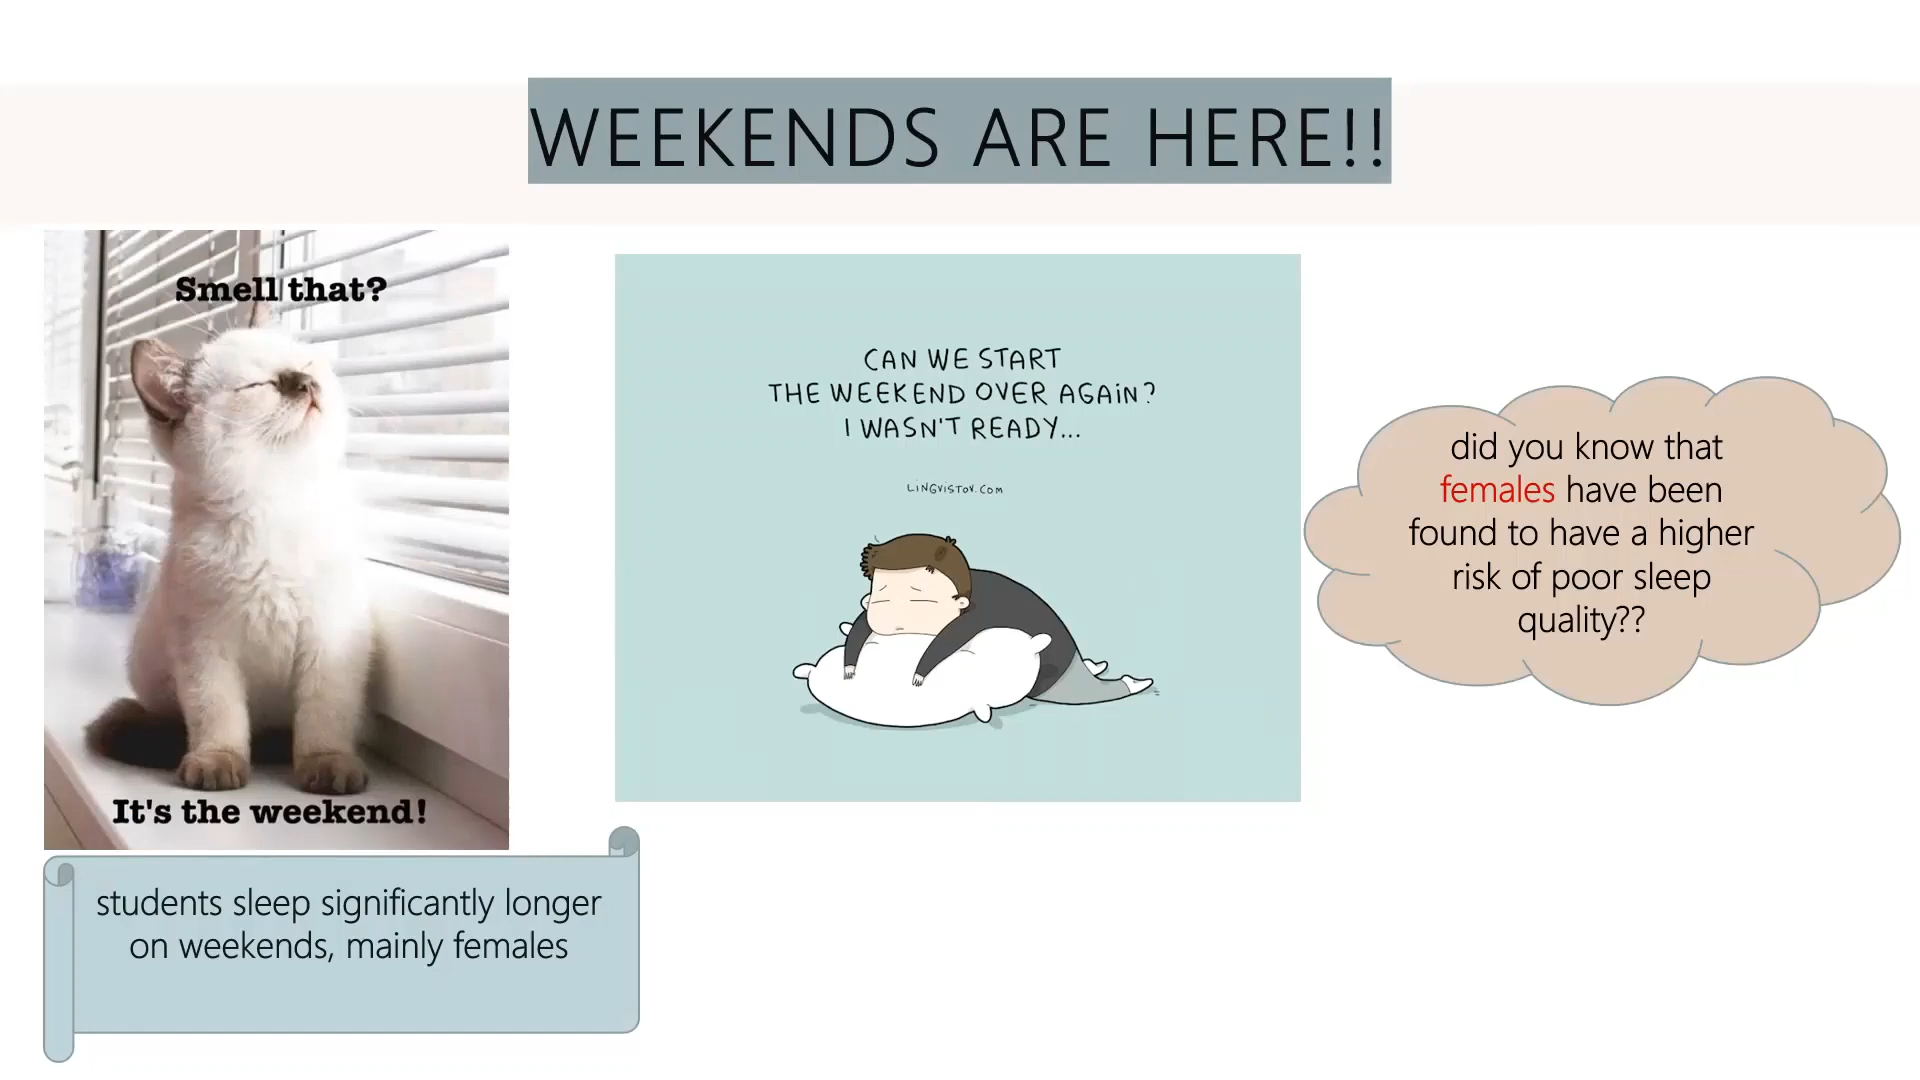 WEEKENDS ARE HERE!!
Smell that?
It's the weekend!
CAN WE START
THE WEEKEND OVER AGAIN?
I WASN'T READY...
LINGVISTOV.COM
did you know that
females have been
found to have a higher
risk of poor sleep
quality??
students sleep significantly longer
on weekends, mainly females